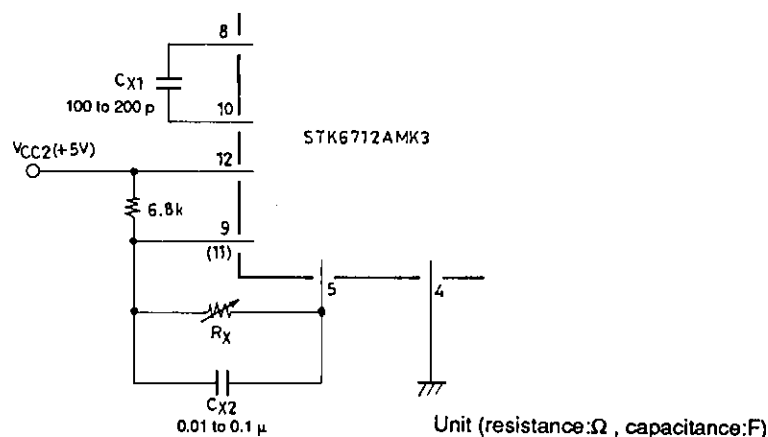 8
CX1
100 to 200 p
10
STK6712AMK3
VCC2(+5V)
12
6.8k
9
(11)
5
4
RX
CX2
0.01 to 0.1 μ
Unit (resistance:Ω , capacitance:F)